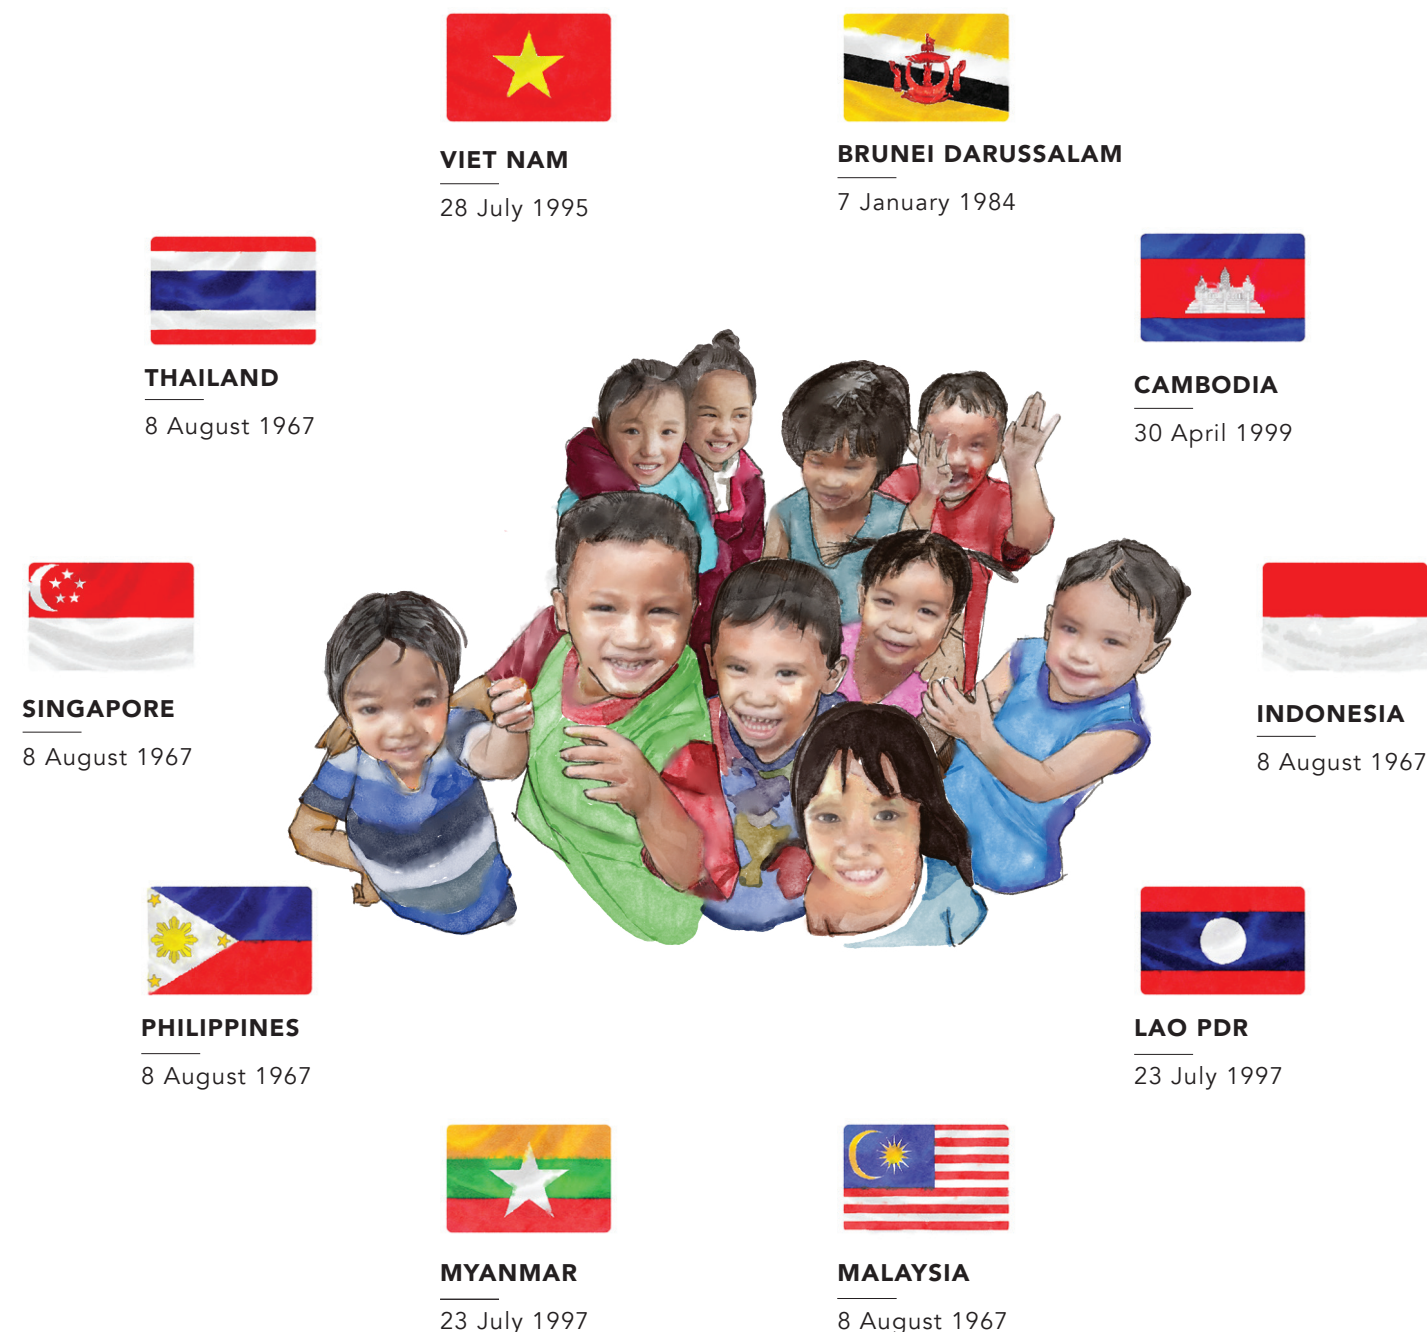 VIET NAM
28 July 1995
BRUNEI DARUSSALAM
7 January 1984
THAILAND
8 August 1967
CAMBODIA
30 April 1999
SINGAPORE
8 August 1967
INDONESIA
8 August 1967
PHILIPPINES
8 August 1967
LAO PDR
23 July 1997
MYANMAR
23 July 1997
MALAYSIA
8 August 1967